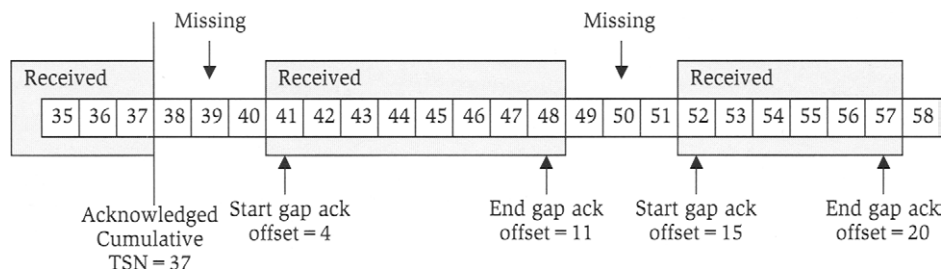 Missing
Missing
Received
Received
Received
35 36 37 38 39 40 41 42 43 44 45 46 47 48 49 50 51 52 53 54 55 56 57 58
Acknowledged
Cumulative
TSN = 37
Start gap ack
offset = 4
End gap ack
offset = 11
Start gap ack
offset = 15
End gap ack
offset = 20